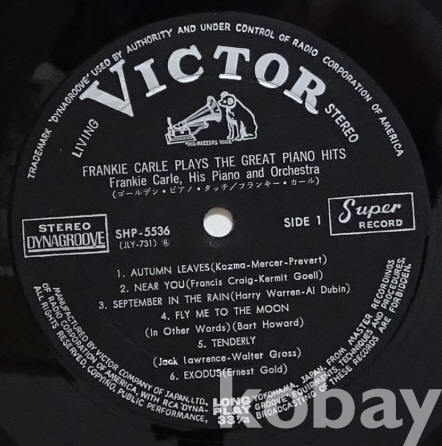 TRADEMARK "DYNAGROOVE" USED BY AUTHORITY AND UNDER CONTROL OF RADIO CORPORATION OF AMERICA
LIVING VICTOR STEREO
"HIS MASTER'S VOICE"
FRANKIE CARLE PLAYS THE GREAT PIANO HITS
Frankie Carle, His Piano and Orchestra
(ゴールデン・ピアノ・タッチ/フランキー・カール)
STEREO
DYNAGROOVE
SHP-5536
(JLY-731) ⑥
SIDE 1
Super
RECORD
1. AUTUMN LEAVES(Kozma-Mercer-Prevert)
2. NEAR YOU(Francis Craig-Kermit Goell)
3. SEPTEMBER IN THE RAIN(Harry Warren-Al Dubin)
4. FLY ME TO THE MOON
(In Other Words)(Bart Howard)
5. TENDERLY
(Jack Lawrence-Walter Gross)
6. EXODUS(Ernest Gold)
MANUFACTURED BY VICTOR COMPANY OF JAPAN, LTD.,
YOKOHAMA, JAPAN, FROM MASTER RECORDINGS
OF RADIO CORPORATION OF AMERICA WITH RCA DYNAGROOVE EQUIPMENT, TECHNIQUES AND PROCEDURES.
ALL RIGHTS RESERVED, COPYING PUBLIC PERFORMANCE, BROADCASTING OF THESE RECORDS ARE FORBIDDEN.
LONG
PLAY
33⅓
kobay